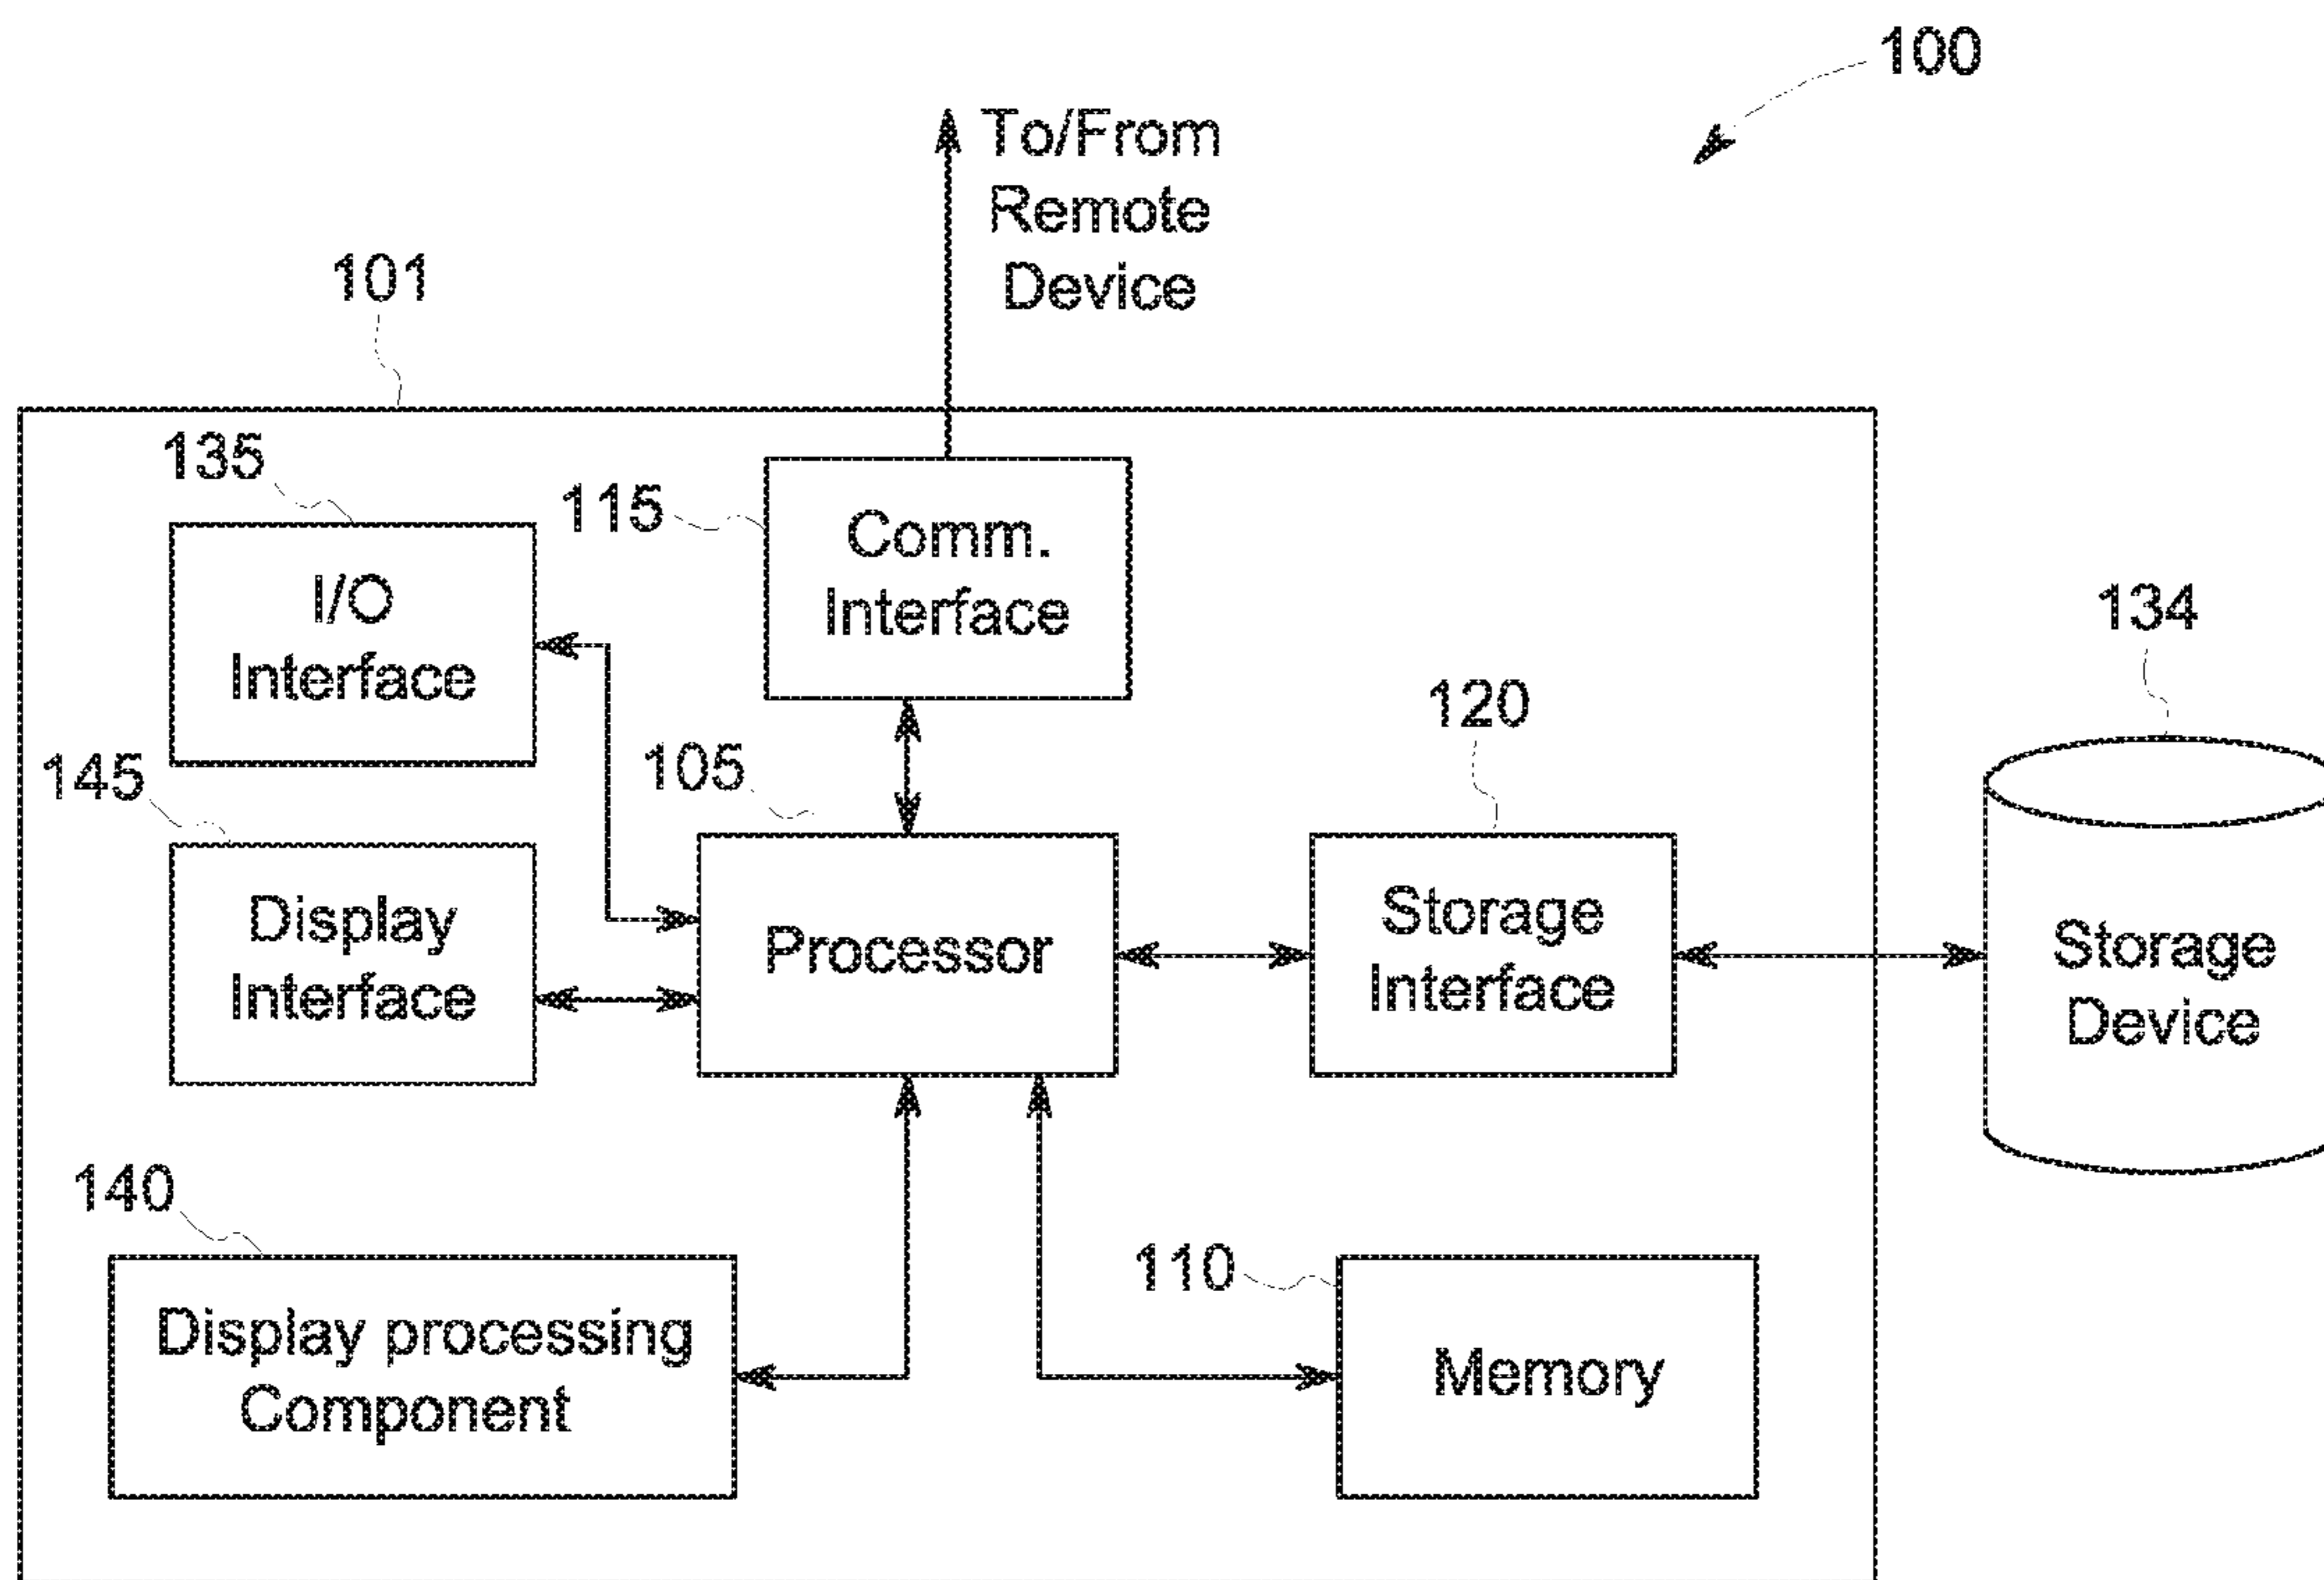 100
To/From
Remote
Device
101
135
115
Comm.
Interface
I/O
Interface
134
120
105
145
Display
Interface
Processor
Storage
Interface
Storage
Device
140
110
Display processing
Component
Memory